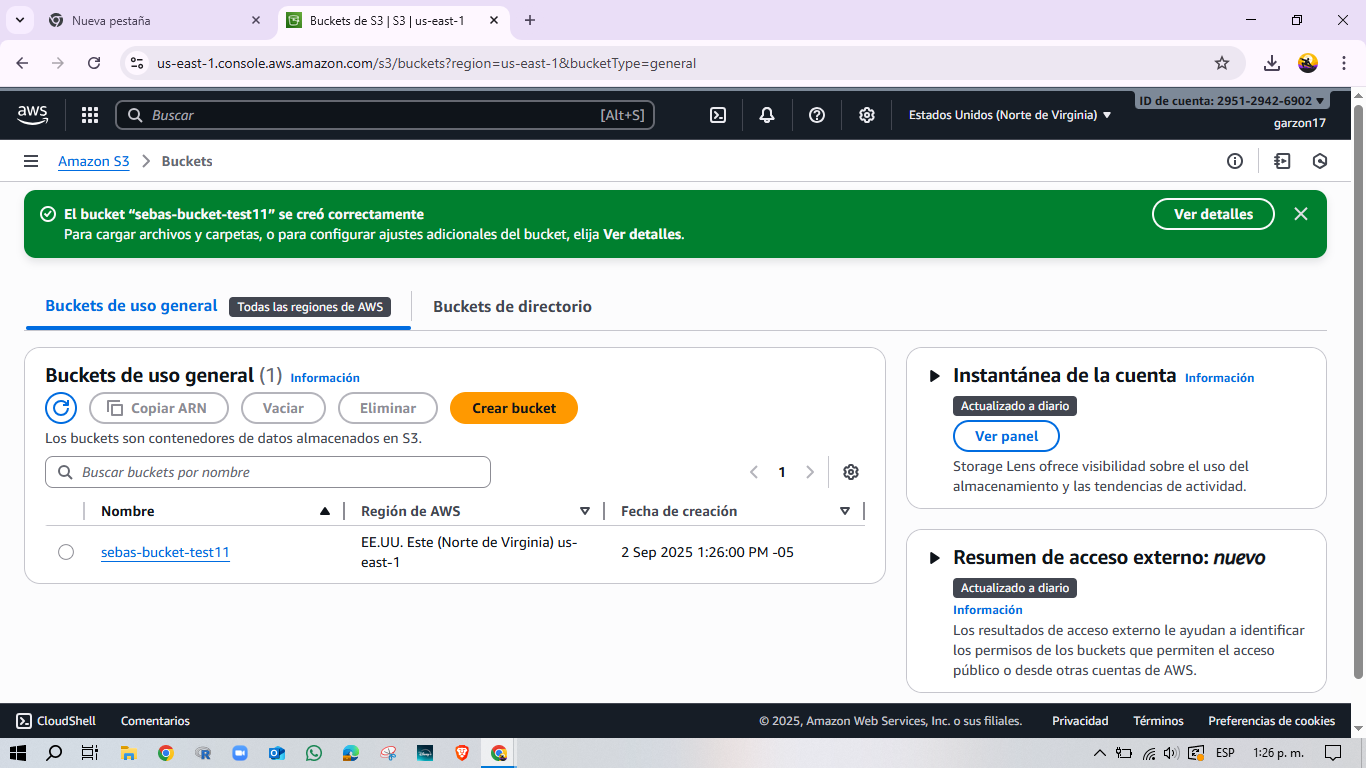 Nueva pestaña
Buckets de S3 | S3 | us-east-1
us-east-1.console.aws.amazon.com/s3/buckets?region=us-east-1&bucketType=general
aws
Buscar
[Alt+S]
Estados Unidos (Norte de Virginia)
ID de cuenta: 2951-2942-6902
garzon17
Amazon S3
Buckets
El bucket “sebas-bucket-test11” se creó correctamente
Para cargar archivos y carpetas, o para configurar ajustes adicionales del bucket, elija Ver detalles.
Ver detalles
Buckets de uso general
Todas las regiones de AWS
Buckets de directorio
Buckets de uso general (1) Información
Copiar ARN
Vaciar
Eliminar
Crear bucket
Los buckets son contenedores de datos almacenados en S3.
Buscar buckets por nombre
1
Nombre
Región de AWS
Fecha de creación
sebas-bucket-test11
EE.UU. Este (Norte de Virginia) us-
east-1
2 Sep 2025 1:26:00 PM -05
Instantánea de la cuenta Información
Actualizado a diario
Ver panel
Storage Lens ofrece visibilidad sobre el uso del
almacenamiento y las tendencias de actividad.
Resumen de acceso externo: nuevo
Actualizado a diario
Información
Los resultados de acceso externo le ayudan a identificar
los permisos de los buckets que permiten el acceso
público o desde otras cuentas de AWS.
CloudShell
Comentarios
© 2025, Amazon Web Services, Inc. o sus filiales.
Privacidad
Términos
Preferencias de cookies
ESP
1:26 p. m.